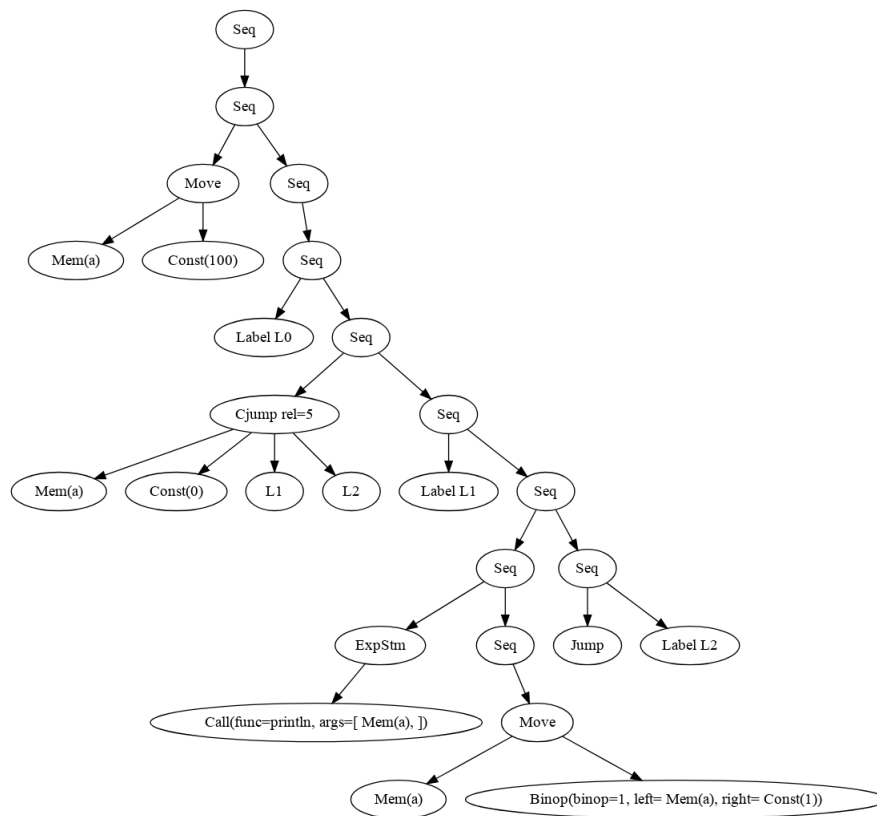 Seq
Seq
Move
Seq
Mem(a)
Const(100)
Seq
Label L0
Seq
Cjump rel=5
Seq
Mem(a)
Const(0)
L1
L2
Label L1
Seq
Seq
Seq
ExpStm
Seq
Jump
Label L2
Call(func=println, args=[ Mem(a), ])
Move
Mem(a)
Binop(binop=1, left= Mem(a), right= Const(1))